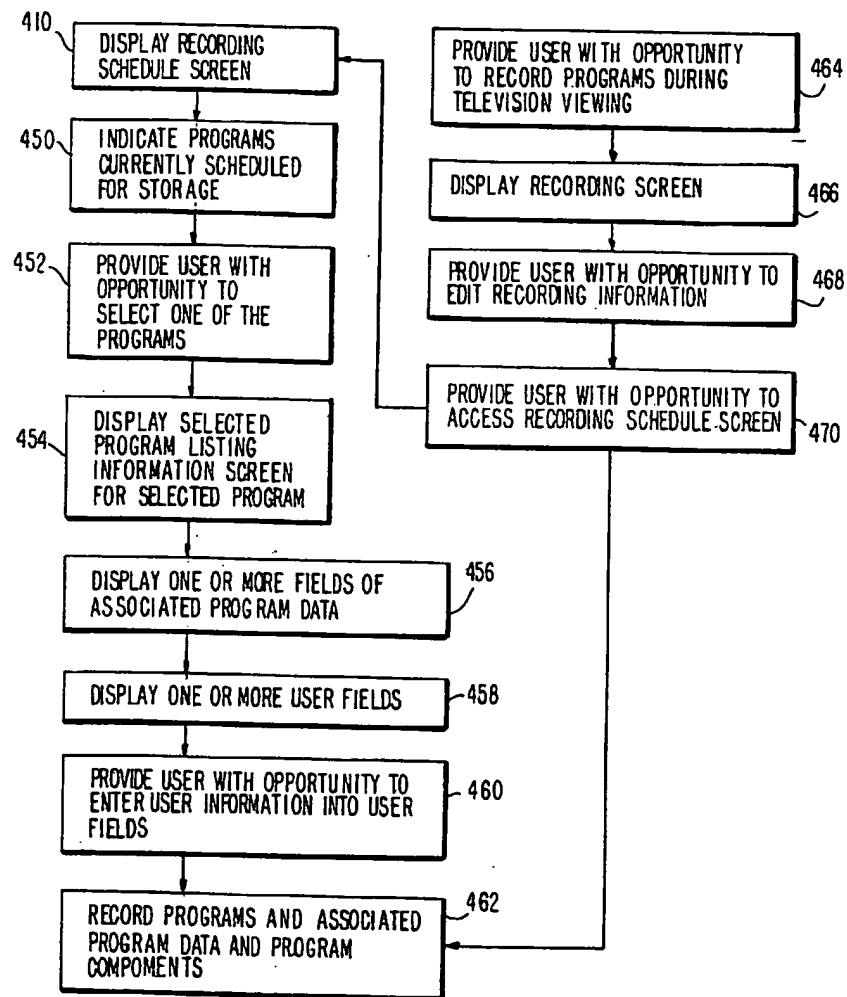 410
DISPLAY RECORDING
SCHEDULE SCREEN
450
INDICATE PROGRAMS
CURRENTLY SCHEDULED
FOR STORAGE
452
PROVIDE USER WITH
OPPORTUNITY TO
SELECT ONE OF THE
PROGRAMS
454
DISPLAY SELECTED
PROGRAM LISTING
INFORMATION SCREEN
FOR SELECTED PROGRAM
DISPLAY ONE OR MORE FIELDS OF
ASSOCIATED PROGRAM DATA
456
DISPLAY ONE OR MORE USER FIELDS
458
PROVIDE USER WITH OPPORTUNITY TO
ENTER USER INFORMATION INTO USER
FIELDS
460
RECORD PROGRAMS AND ASSOCIATED
PROGRAM DATA AND PROGRAM
COMPOMENTS
462
PROVIDE USER WITH OPPORTUNITY
TO RECORD PROGRAMS DURING
TELEVISION VIEWING
464
DISPLAY RECORDING SCREEN
466
PROVIDE USER WITH OPPORTUNITY TO
EDIT RECORDING INFORMATION
468
PROVIDE USER WITH OPPORTUNITY TO
ACCESS RECORDING SCHEDULE SCREEN
470